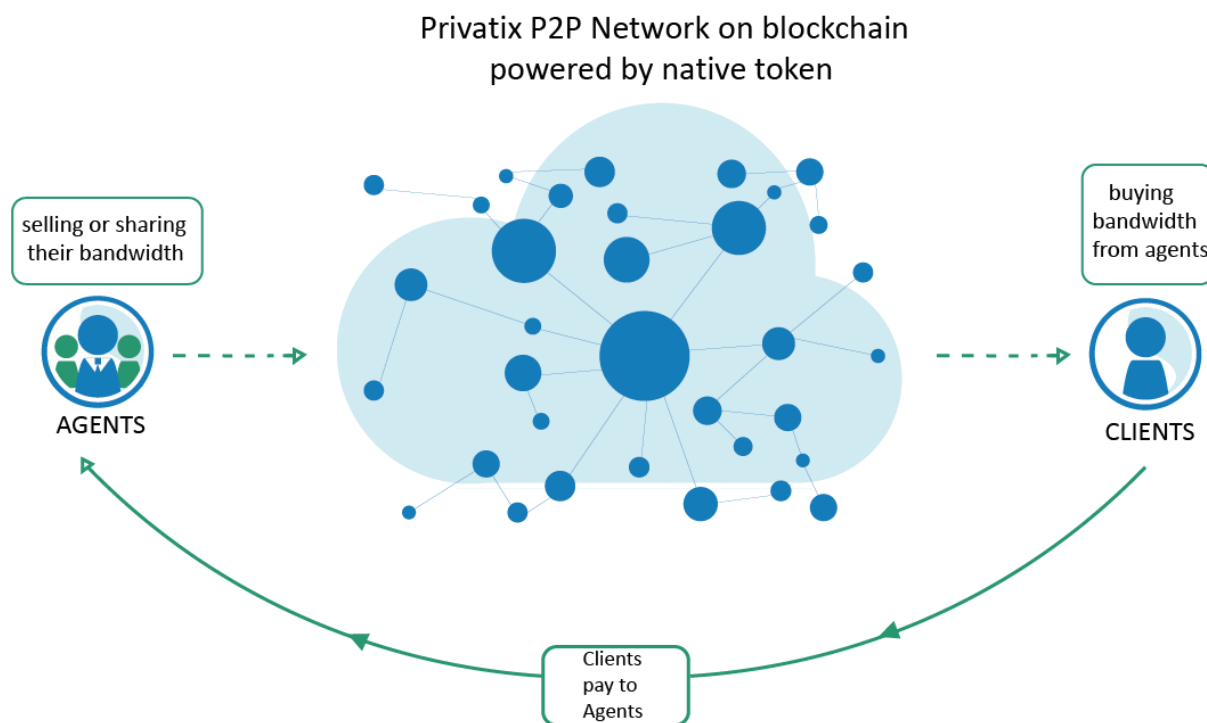 Privatix P2P Network on blockchain
powered by native token
selling or sharing
their bandwidth
AGENTS
buying
bandwidth
from agents
CLIENTS
Clients
pay to
Agents